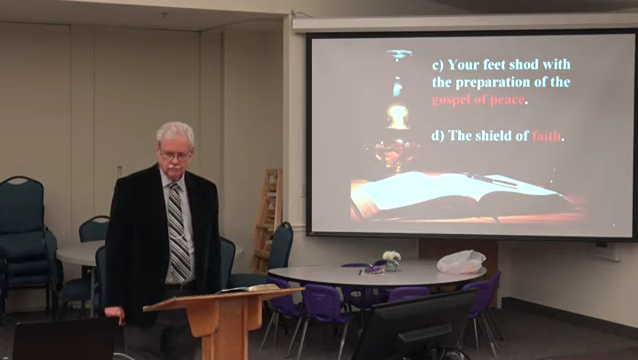 c) Your feet shod with
the preparation of the
gospel of peace.
d) The shield of faith.